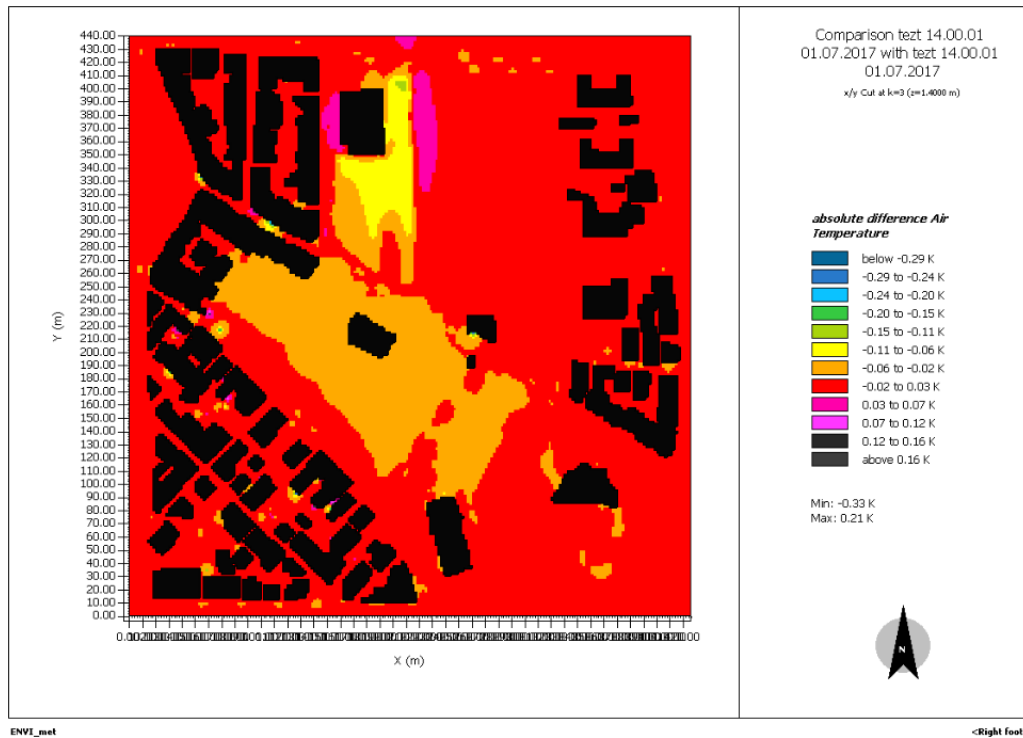 Comparison tezt 14.00.01
01.07.2017 with tezt 14.00.01
01.07.2017
x/y Cut at k=3 (z=1.4000 m)
440.00
430.00
420.00
410.00
400.00
390.00
380.00
370.00
360.00
350.00
340.00
330.00
320.00
310.00
300.00
290.00
280.00
270.00
260.00
250.00
240.00
230.00
220.00
210.00
200.00
190.00
180.00
170.00
160.00
150.00
140.00
130.00
120.00
110.00
100.00
90.00
80.00
70.00
60.00
50.00
40.00
30.00
20.00
10.00
0.00
Y (m)
X (m)
absolute difference Air
Temperature
below -0.29 K
-0.29 to -0.24 K
-0.24 to -0.20 K
-0.20 to -0.15 K
-0.15 to -0.11 K
-0.11 to -0.06 K
-0.06 to -0.02 K
-0.02 to 0.03 K
0.03 to 0.07 K
0.07 to 0.12 K
0.12 to 0.16 K
above 0.16 K
Min: -0.33 K
Max: 0.21 K
N
ENVI_met
<Right foot